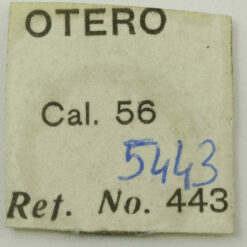 OTERO
Cal. 56
5443
Ret. No. 443